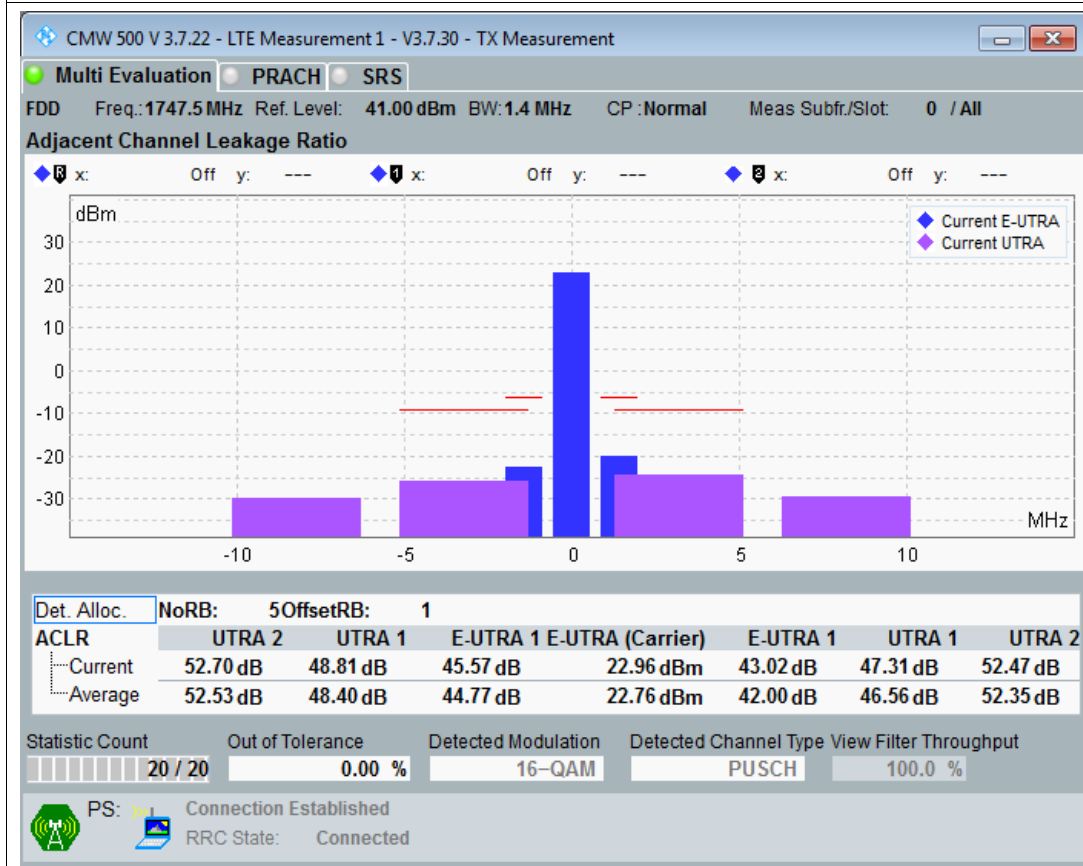 CMW 500 V 3.7.22 - LTE Measurement 1 - V3.7.30 - TX Measurement
Multi Evaluation PRACH SRS
FDD Freq.: 1747.5 MHz Ref. Level: 41.00 dBm BW: 1.4 MHz CP : Normal Meas Subfr./Slot: 0 / All
Adjacent Channel Leakage Ratio
R x: Off y: --- 1 x: Off y: --- 2 x: Off y: ---
dBm
Current E-UTRA
Current UTRA
30
20
10
0
-10
-20
-30
MHz
-10 -5 0 5 10
Det. Alloc. NoRB: 5 OffsetRB: 1
ACLR UTRA 2 UTRA 1 E-UTRA 1 E-UTRA (Carrier) E-UTRA 1 UTRA 1 UTRA 2
Current 52.70 dB 48.81 dB 45.57 dB 22.96 dBm 43.02 dB 47.31 dB 52.47 dB
Average 52.53 dB 48.40 dB 44.77 dB 22.76 dBm 42.00 dB 46.56 dB 52.35 dB
Statistic Count Out of Tolerance Detected Modulation Detected Channel Type View Filter Throughput
20 / 20 0.00 % 16-QAM PUSCH 100.0 %
PS: Connection Established
RRC State: Connected